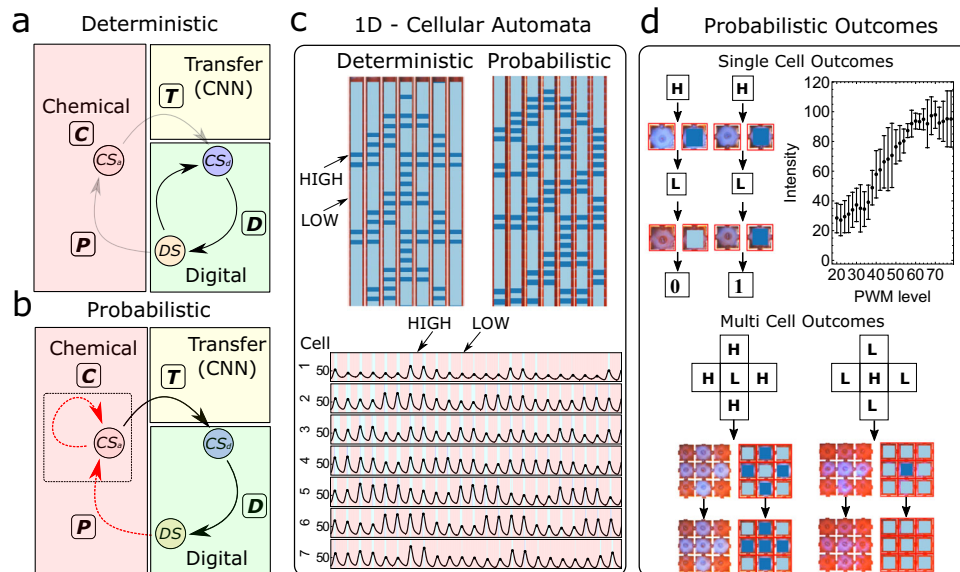 a
Deterministic
Chemical
C
Transfer
(CNN)
T
CSa
CSd
P
DS
D
Digital
b
Probabilistic
Chemical
C
Transfer
(CNN)
T
CSa
CSd
P
DS
D
Digital
c
1D - Cellular Automata
Deterministic
Probabilistic
HIGH
LOW
HIGH
LOW
Cell
1
50
2
50
3
50
4
50
5
50
6
50
7
50
d
Probabilistic Outcomes
Single Cell Outcomes
H H
L L
0 1
Intensity
120
100
80
60
40
20
0
20 30 40 50 60 70
PWM level
Multi Cell Outcomes
H L
H L H L H L
H L